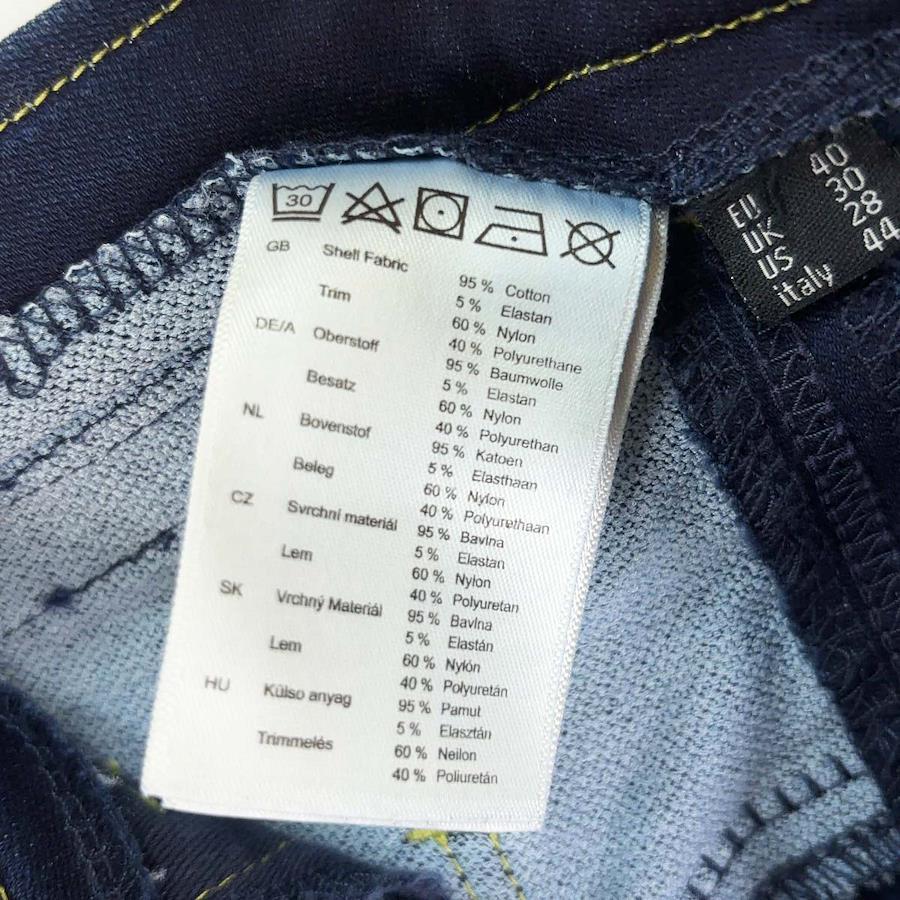 30
GB Shell Fabric 95 % Cotton
5 % Elastan
Trim 60 % Nylon
40 % Polyurethane
DE/A Oberstoff 95 % Baumwolle
5 % Elastan
Besatz 60 % Nylon
40 % Polyurethan
NL Bovenstof 95 % Katoen
5 % Elasthaan
Beleg 60 % Nylon
40 % Polyurethaan
CZ Svrchní materiál 95 % Bavlna
5 % Elastan
Lem 60 % Nylon
40 % Polyuretan
SK Vrchný Materiál 95 % Bavlna
5 % Elastán
Lem 60 % Nylón
40 % Polyuretán
HU Külso anyag 95 % Pamut
5 % Elasztán
Trimmelés 60 % Neilon
40 % Poliuretán
EU 40
UK 30
US 28
italy 44